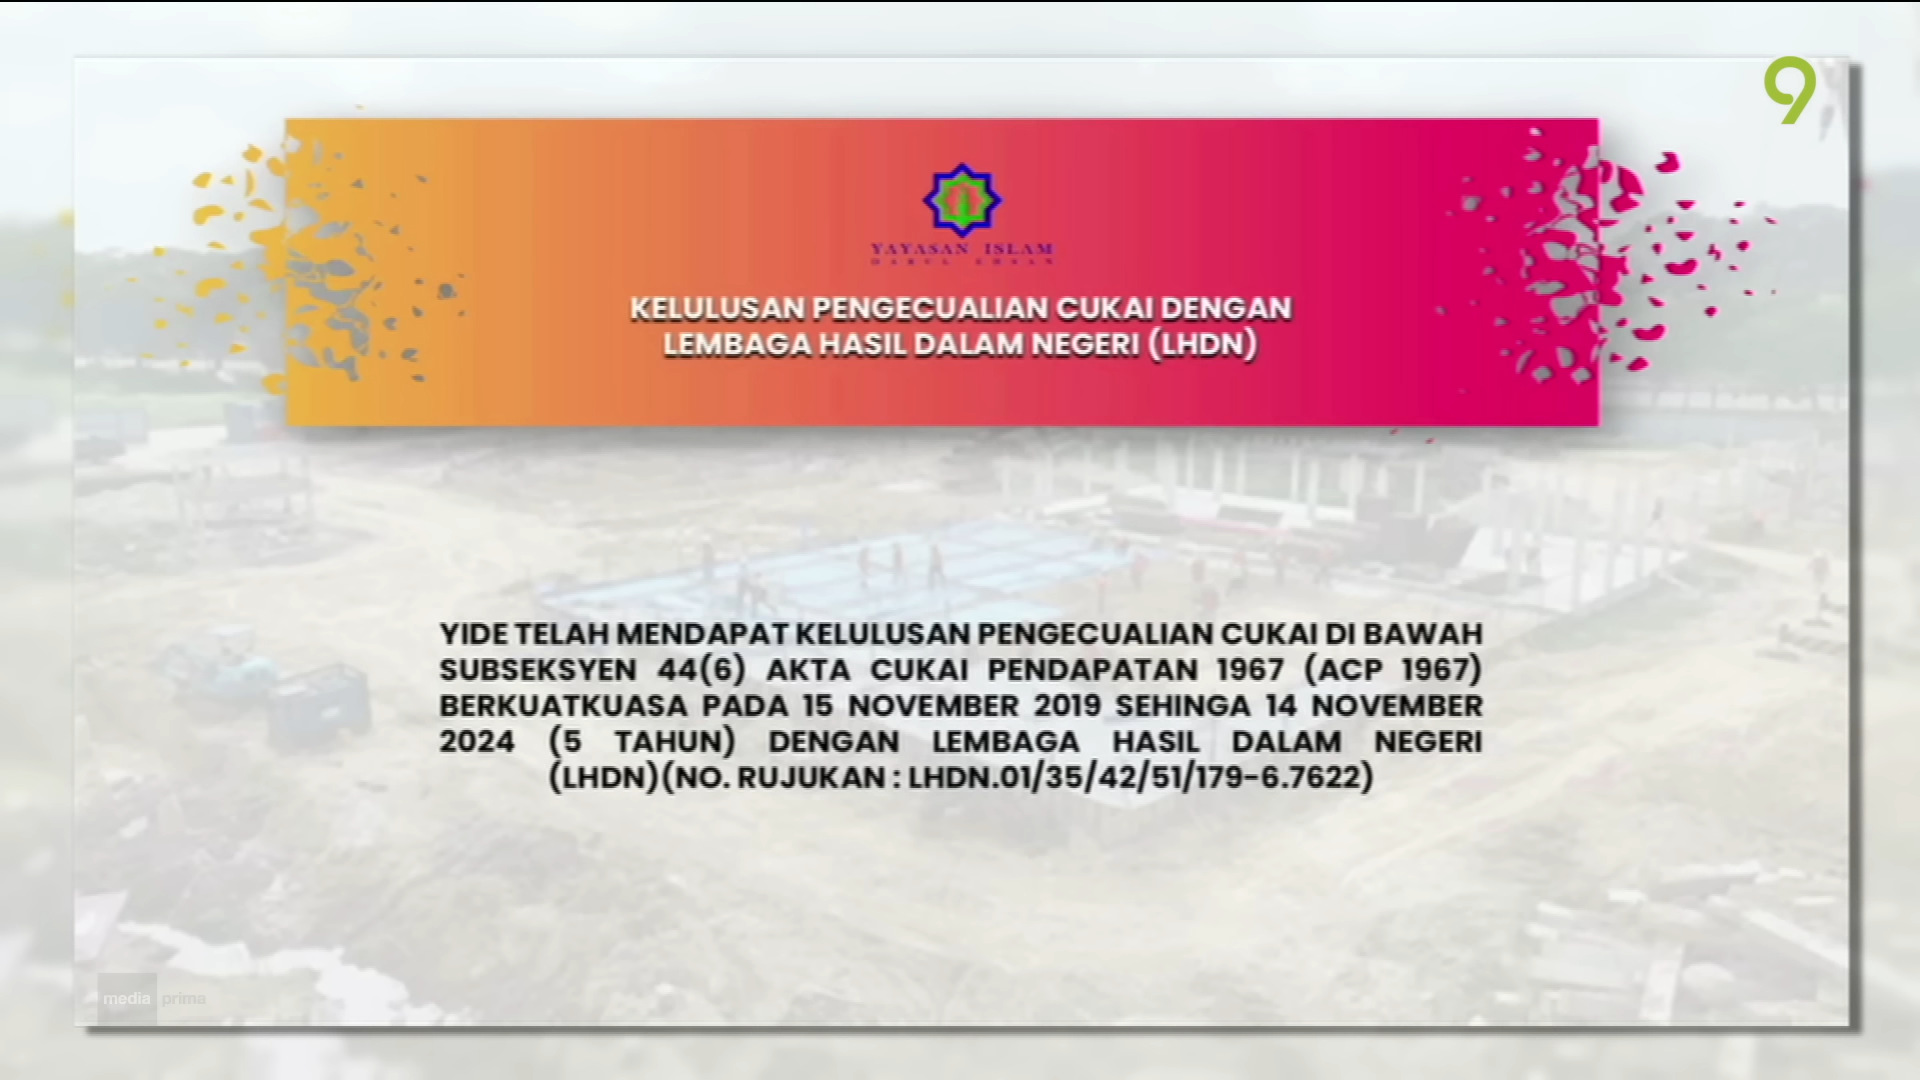 9
YAYASAN ISLAM
DARUL EHSAN
KELULUSAN PENGECUALIAN CUKAI DENGAN
LEMBAGA HASIL DALAM NEGERI (LHDN)
YIDE TELAH MENDAPAT KELULUSAN PENGECUALIAN CUKAI DI BAWAH
SUBSEKSYEN 44(6) AKTA CUKAI PENDAPATAN 1967 (ACP 1967)
BERKUATKUASA PADA 15 NOVEMBER 2019 SEHINGA 14 NOVEMBER
2024 (5 TAHUN) DENGAN LEMBAGA HASIL DALAM NEGERI
(LHDN)(NO. RUJUKAN : LHDN.01/35/42/51/179-6.7622)
media prima